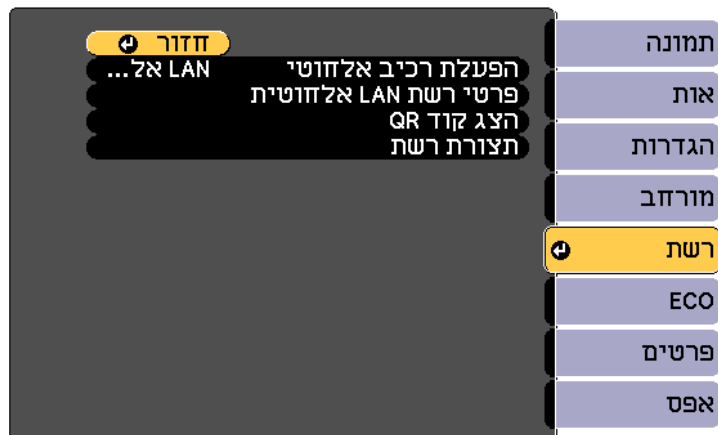 חזור
הפעלת רכיב אלחוטי LAN אל...
פרטי רשת LAN אלחוטית
הצג קוד QR
תצורת רשת
תמונה
אות
הגדרות
מורחב
רשת
ECO
פרטים
אפס